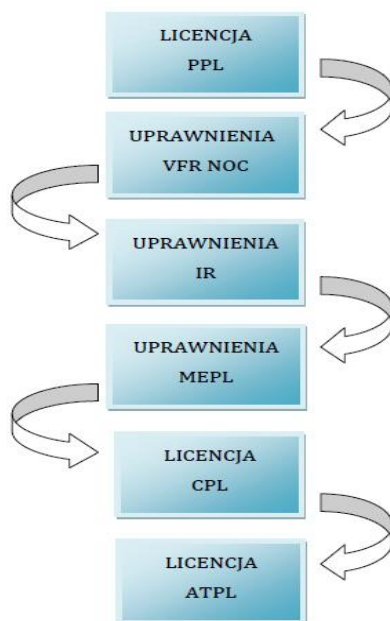 LICENCJA
PPL
UPRAWNIENIA
VFR NOC
UPRAWNIENIA
IR
UPRAWNIENIA
MEPL
LICENCJA
CPL
LICENCJA
ATPL